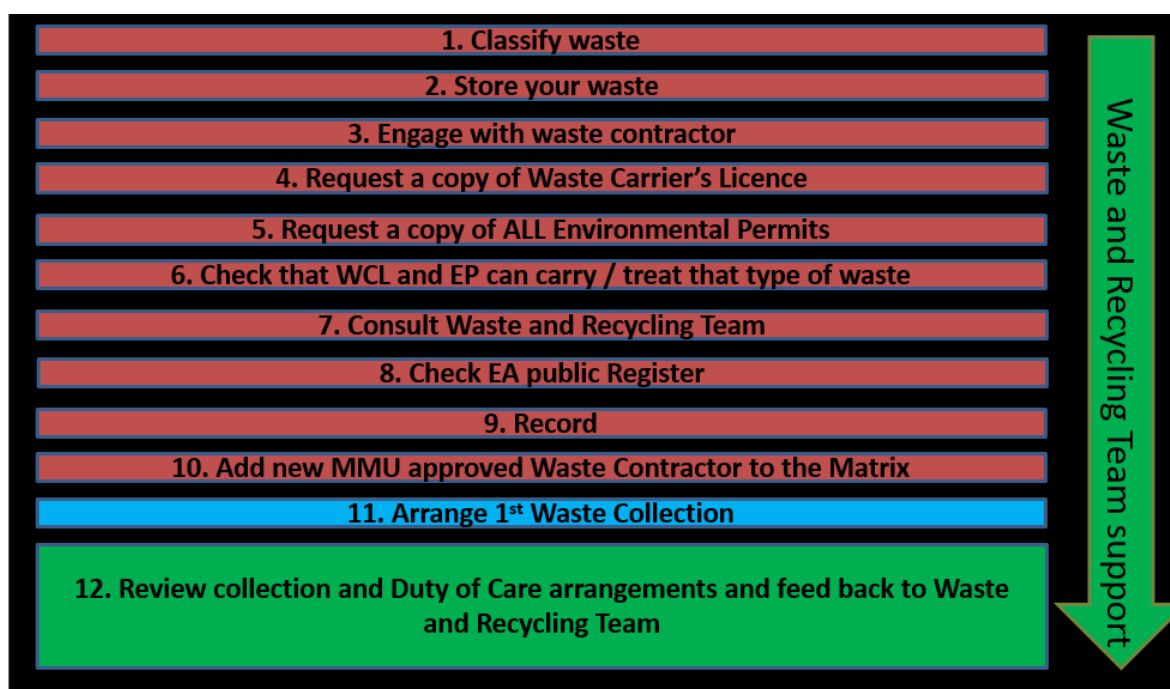 1. Classify waste
2. Store your waste
3. Engage with waste contractor
4. Request a copy of Waste Carrier’s Licence
5. Request a copy of ALL Environmental Permits
6. Check that WCL and EP can carry / treat that type of waste
7. Consult Waste and Recycling Team
8. Check EA public Register
9. Record
10. Add new MMU approved Waste Contractor to the Matrix
11. Arrange 1st Waste Collection
12. Review collection and Duty of Care arrangements and feed back to Waste
and Recycling Team
Waste and Recycling Team support